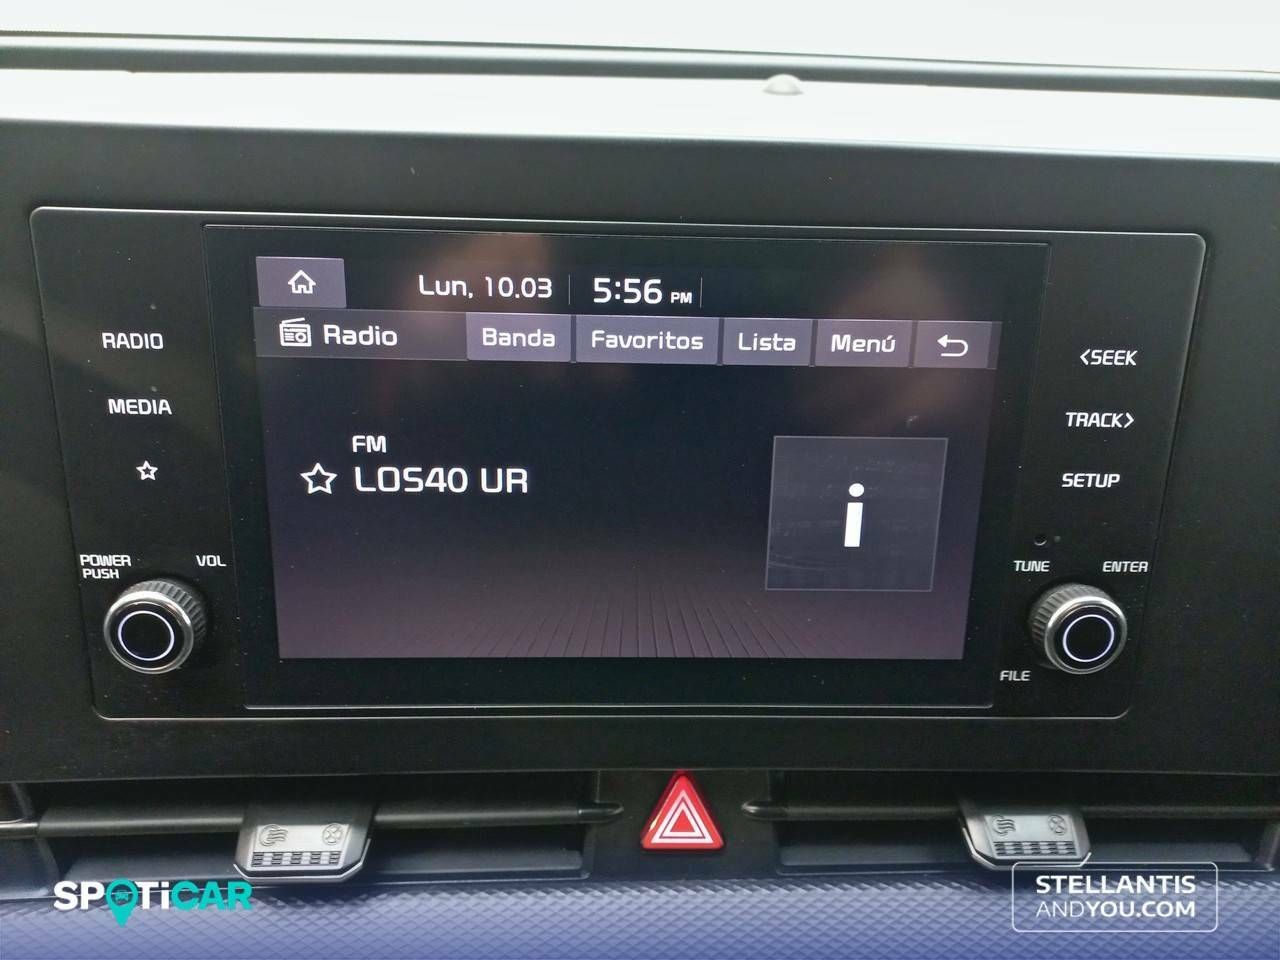 Lun, 10.03 5:56 PM
Radio Banda Favoritos Lista Menú
FM
LOS40 UR
i
RADIO
MEDIA
POWER
PUSH
VOL
<SEEK
TRACK>
SETUP
TUNE
ENTER
FILE
SPOTiCAR
STELLANTIS
ANDYOU.COM